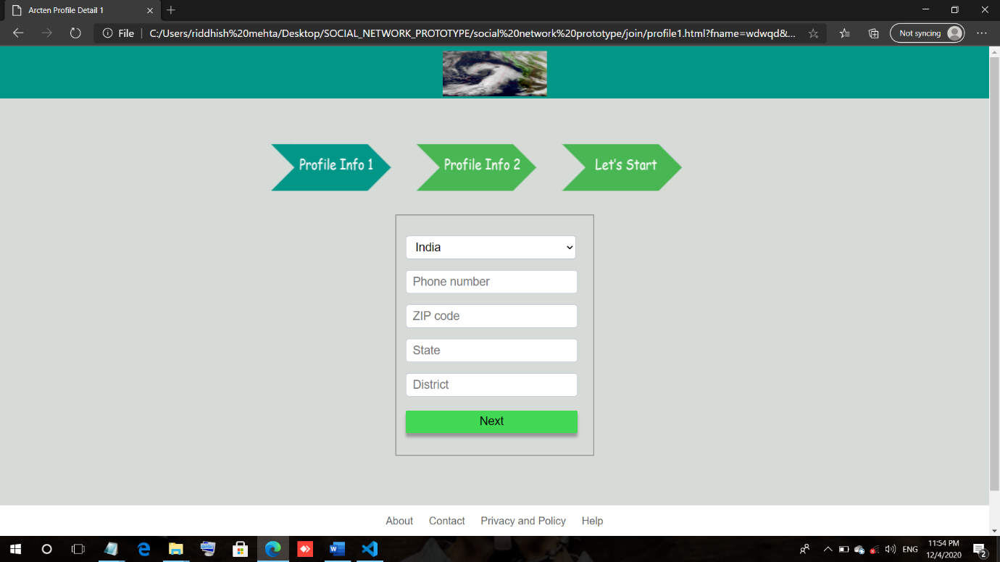 Arcten Profile Detail 1
File
C:/Users/riddhish%20mehta/Desktop/SOCIAL_NETWORK_PROTOTYPE/social%20network%20prototype/join/profile1.html?fname=wdwqd&...
Not syncing
Profile Info 1
Profile Info 2
Let's Start
India
Phone number
ZIP code
State
District
Next
About Contact Privacy and Policy Help
ENG
11:54 PM
12/4/2020
2